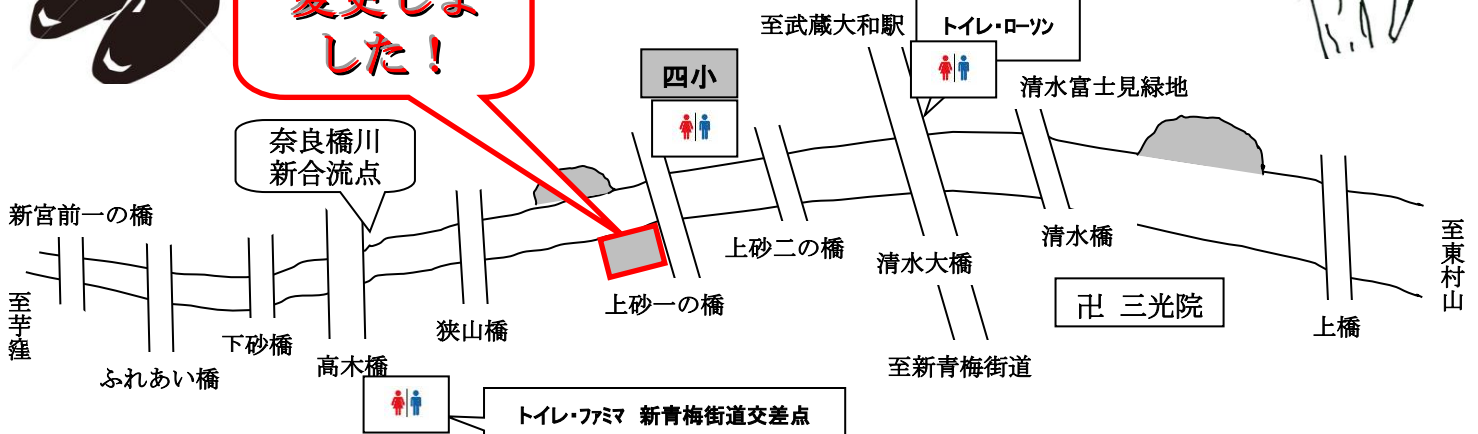 変更しま
した！
至武蔵大和駅
トイレ・ローソン
四小
清水富士見緑地
奈良橋川
新合流点
新宮前一の橋
至東村山
上砂二の橋
清水橋
清水大橋
至芋窪
上砂一の橋
卍 三光院
狭山橋
上橋
下砂橋
高木橋
至新青梅街道
ふれあい橋
トイレ・ファミマ 新青梅街道交差点